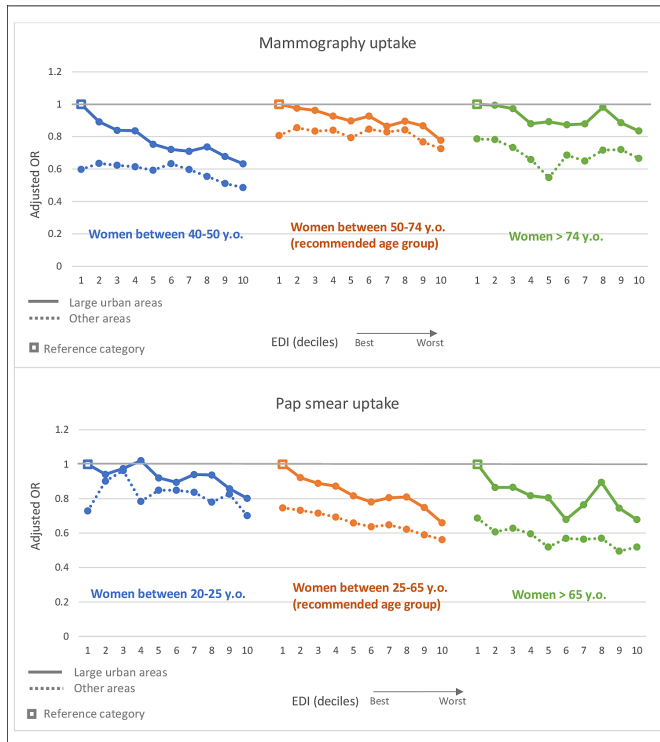 Mammography uptake
1.2
1
0.8
0.6
0.4
0.2
0
Adjusted OR
Women between 40-50 y.o.
Women between 50-74 y.o.
(recommended age group)
Women > 74 y.o.
1 2 3 4 5 6 7 8 9 10 1 2 3 4 5 6 7 8 9 10 1 2 3 4 5 6 7 8 9 10
Large urban areas
Other areas
Reference category
EDI (deciles) Best Worst
Pap smear uptake
1.2
1
0.8
0.6
0.4
0.2
0
Adjusted OR
Women between 20-25 y.o.
Women between 25-65 y.o.
(recommended age group)
Women > 65 y.o.
1 2 3 4 5 6 7 8 9 10 1 2 3 4 5 6 7 8 9 10 1 2 3 4 5 6 7 8 9 10
Large urban areas
Other areas
Reference category
EDI (deciles) Best Worst